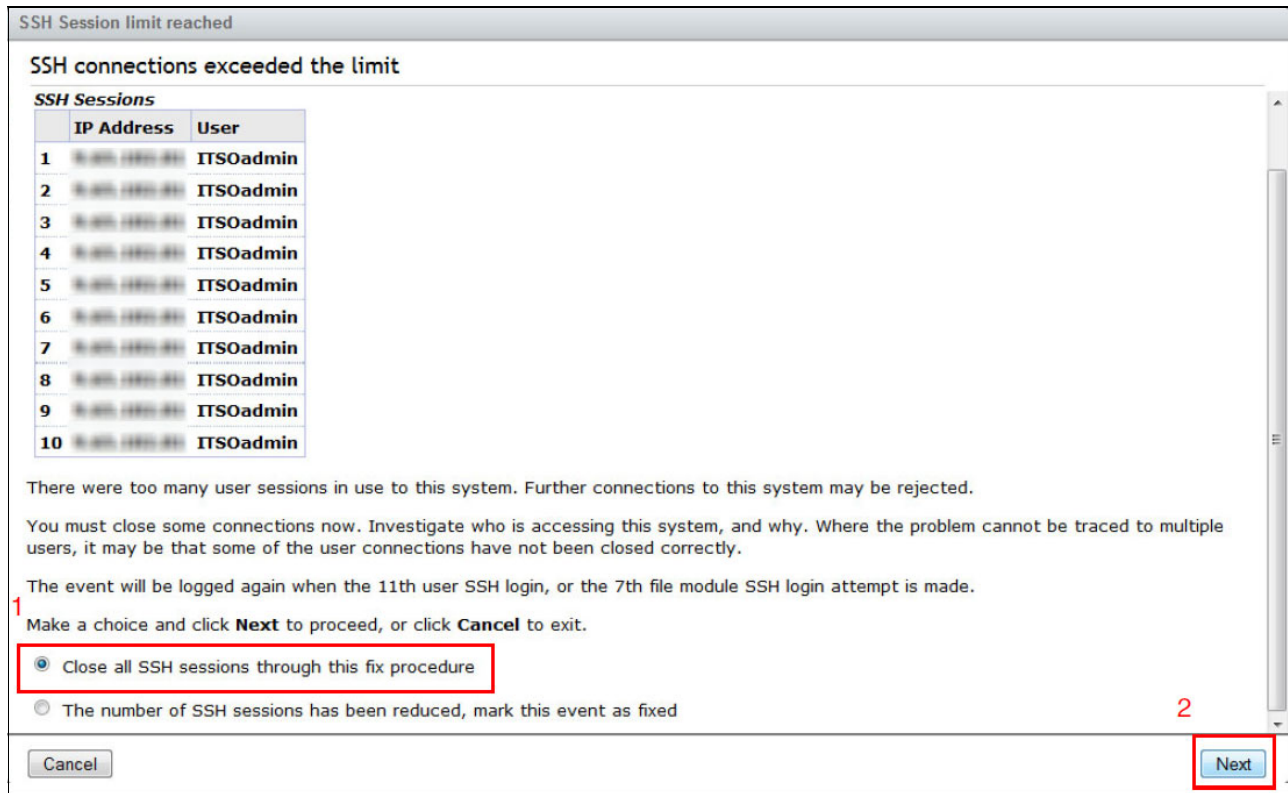 SSH Session limit reached
SSH connections exceeded the limit
SSH Sessions
IP Address User
1 ITSOadmin
2 ITSOadmin
3 ITSOadmin
4 ITSOadmin
5 ITSOadmin
6 ITSOadmin
7 ITSOadmin
8 ITSOadmin
9 ITSOadmin
10 ITSOadmin
There were too many user sessions in use to this system. Further connections to this system may be rejected.
You must close some connections now. Investigate who is accessing this system, and why. Where the problem cannot be traced to multiple
users, it may be that some of the user connections have not been closed correctly.
The event will be logged again when the 11th user SSH login, or the 7th file module SSH login attempt is made.
1
Make a choice and click Next to proceed, or click Cancel to exit.
Close all SSH sessions through this fix procedure
The number of SSH sessions has been reduced, mark this event as fixed
2
Cancel
Next